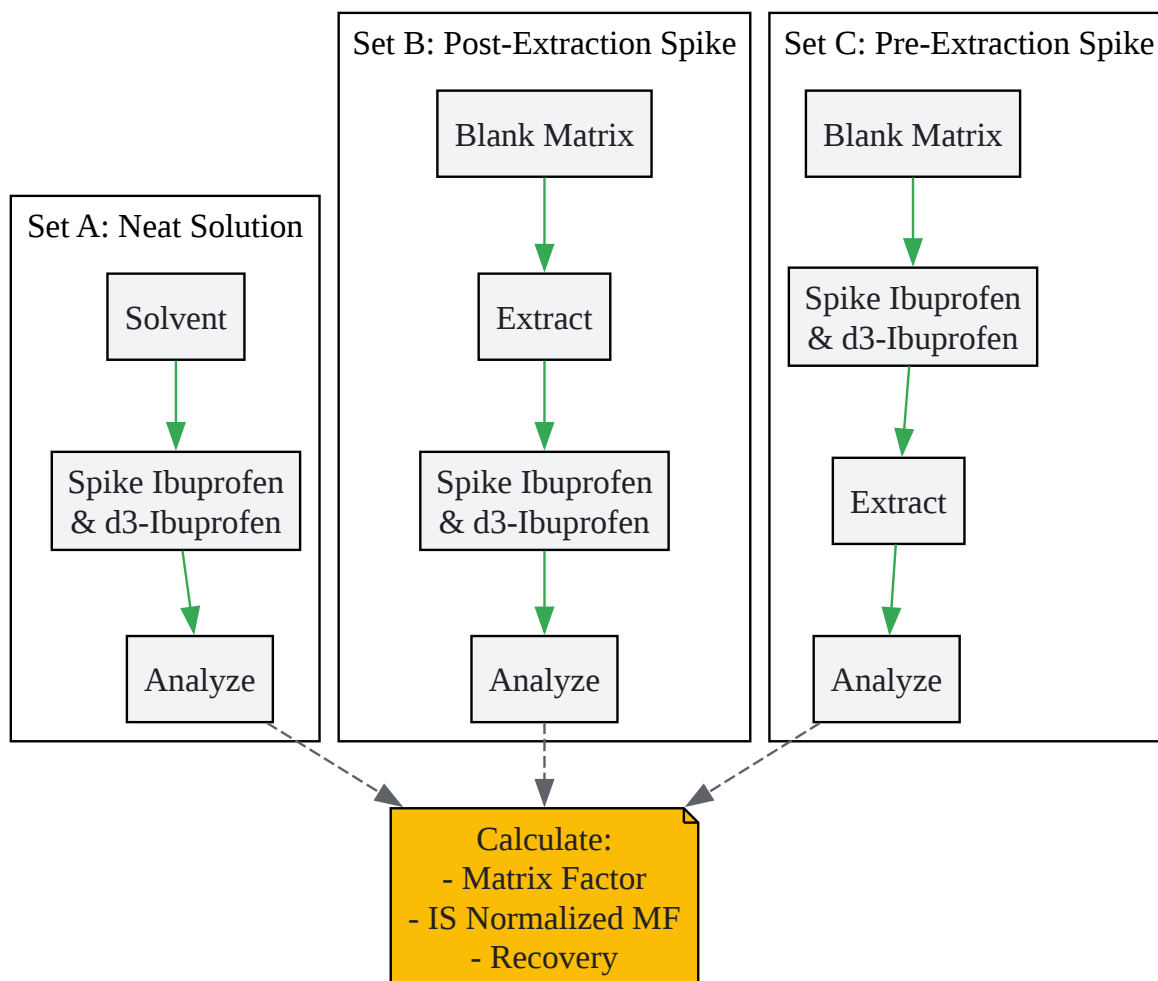 Set A: Neat Solution
Solvent
Spike Ibuprofen
& d3-Ibuprofen
Analyze
Set B: Post-Extraction Spike
Blank Matrix
Extract
Spike Ibuprofen
& d3-Ibuprofen
Analyze
Set C: Pre-Extraction Spike
Blank Matrix
Spike Ibuprofen
& d3-Ibuprofen
Extract
Analyze
Calculate:
- Matrix Factor
- IS Normalized MF
- Recovery